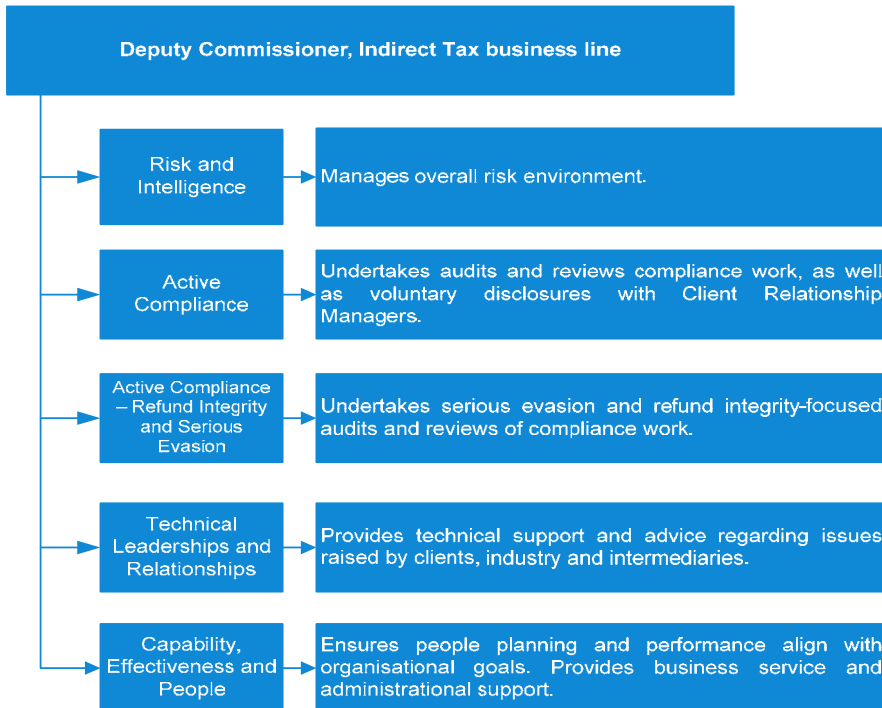 Deputy Commissioner, Indirect Tax business line
Risk and
Intelligence
Manages overall risk environment.
Active
Compliance
Undertakes audits and reviews compliance work, as well
as voluntary disclosures with Client Relationship
Managers.
Active Compliance
– Refund Integrity
and Serious
Evasion
Undertakes serious evasion and refund integrity-focused
audits and reviews of compliance work.
Technical
Leaderships and
Relationships
Provides technical support and advice regarding issues
raised by clients, industry and intermediaries.
Capability,
Effectiveness and
People
Ensures people planning and performance align with
organisational goals. Provides business service and
administrational support.